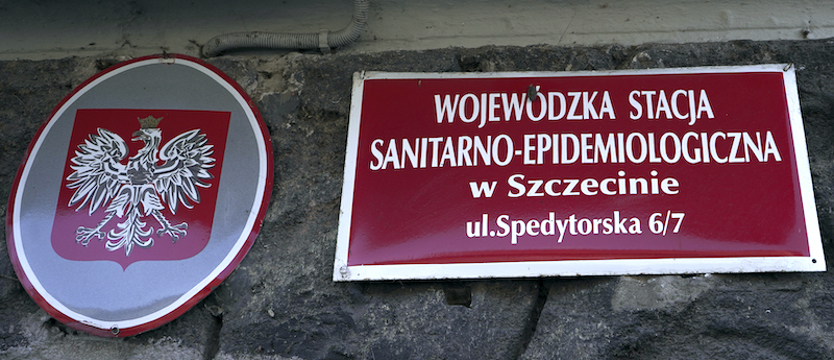 WOJEWÓDZKA STACJA
SANITARNO-EPIDEMIOLOGICZNA
w Szczecinie
ul.Spedytorska 6/7